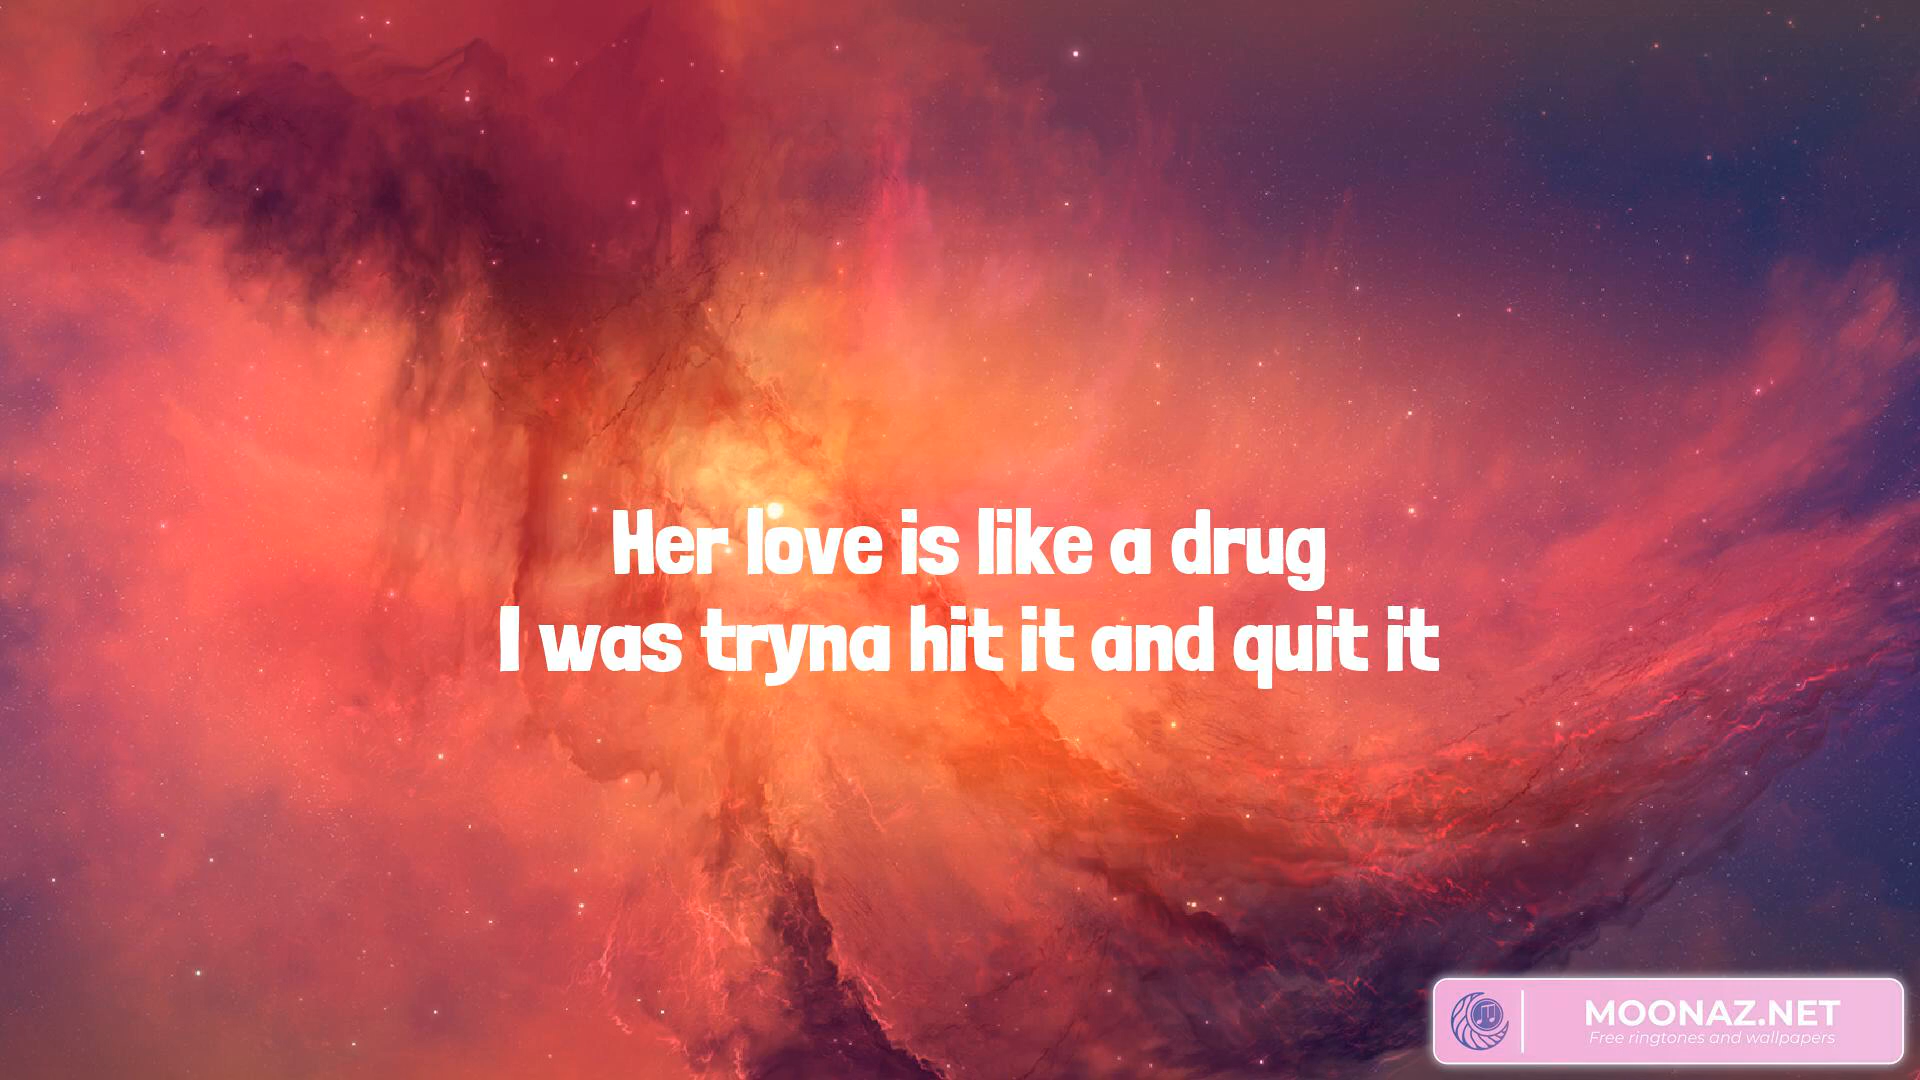 Her love is like a drug
I was tryna hit it and quit it
MOONAZ.NET
Free ringtones and wallpapers